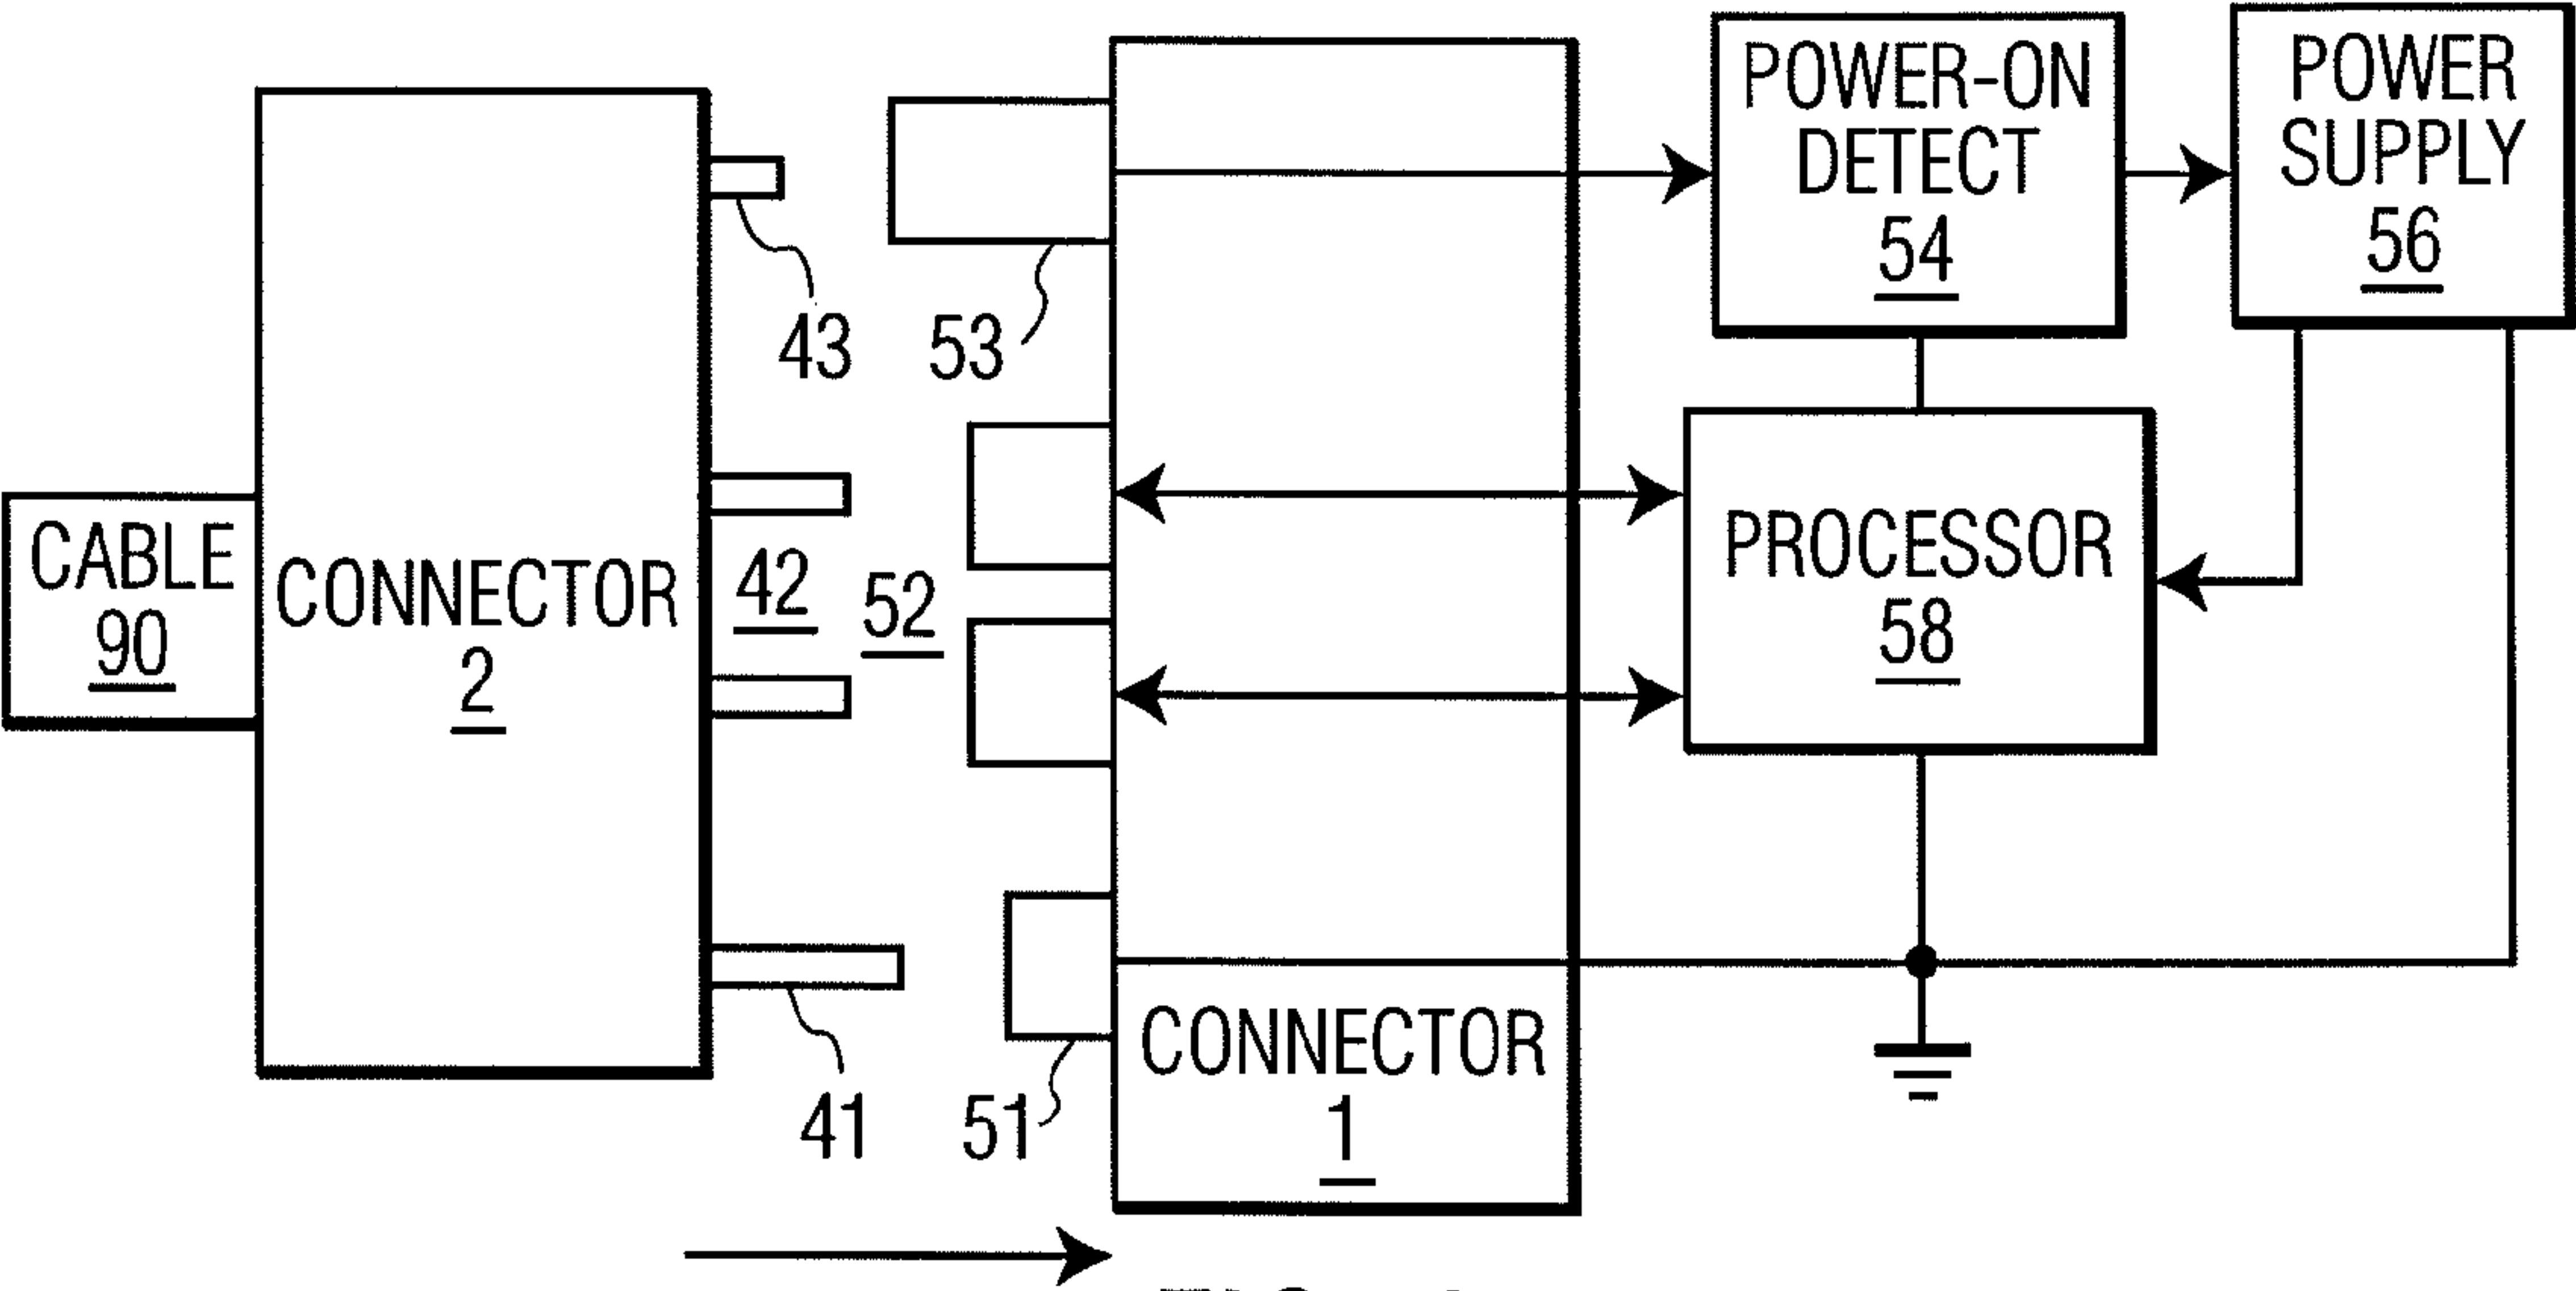 POWER-ON
DETECT
54
POWER
SUPPLY
56
43
53
CABLE
90
CONNECTOR
2
42
52
PROCESSOR
58
41
51
CONNECTOR
1